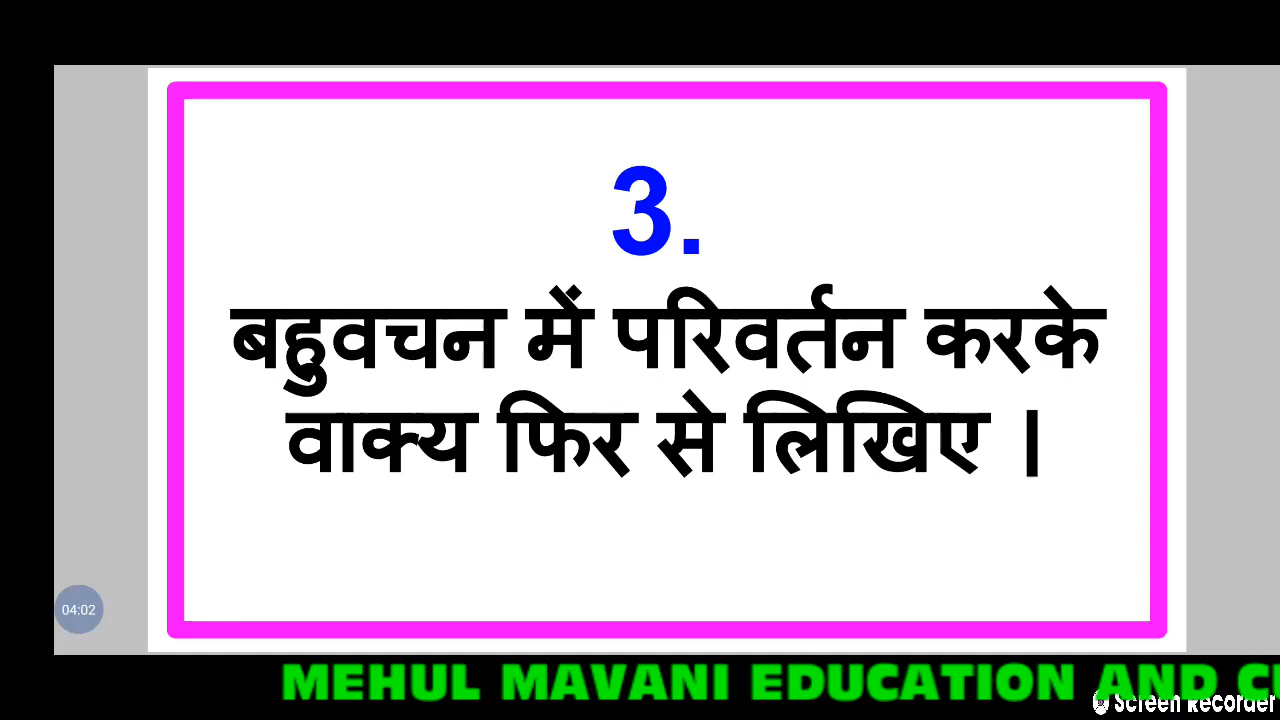 3.
बहुवचन में परिवर्तन करके
वाक्य फिर से लिखिए ।
04:02
MEHUL MAVANI EDUCATION AND
Screen Recorder